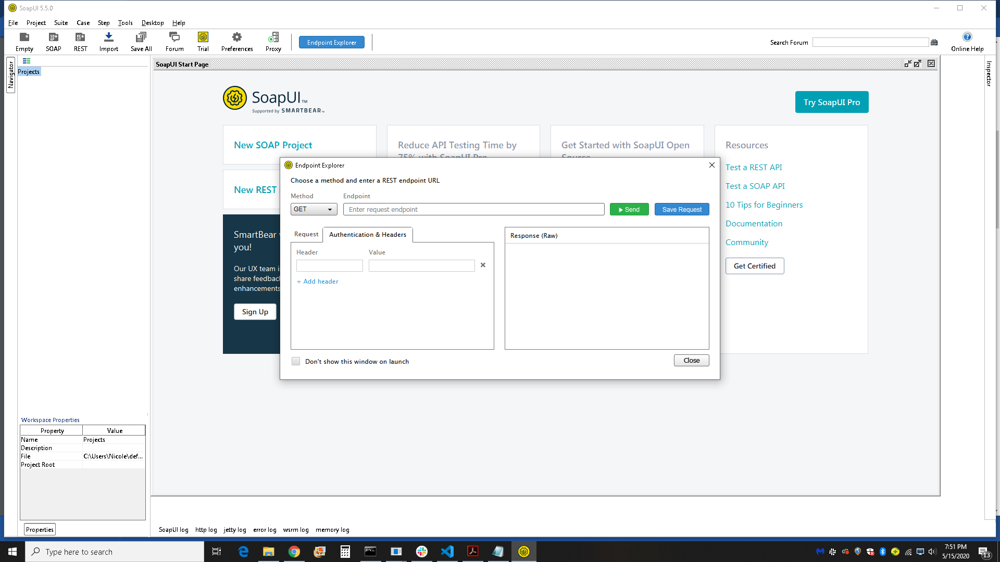 SoapUI 5.5.0
File Project Suite Case Step Tools Desktop Help
Empty SOAP REST Import Save All Forum Trial Preferences Proxy
Endpoint Explorer
Search Forum
Online Help
Navigator
Projects
SoapUI Start Page
Inspector
SoapUI™
Supported by SMARTBEAR™
Try SoapUI Pro
New SOAP Project
Reduce API Testing Time by
75% with SoapUI Pro
Get Started with SoapUI Open
Source
Resources
Test a REST API
Test a SOAP API
10 Tips for Beginners
Documentation
Community
Get Certified
New REST
SmartBear
you!
Our UX team i
share feedback
enhancements
Sign Up
Endpoint Explorer
Choose a method and enter a REST endpoint URL
Method Endpoint
GET Enter request endpoint Send Save Request
Request Authentication & Headers
Response (Raw)
Header Value
+ Add header
Don't show this window on launch
Close
Workspace Properties
Property Value
Name Projects
Description
File C:\Users\Nicole\def...
Project Root
Properties
SoapUI log http log jetty log error log wsrm log memory log
Type here to search
7:51 PM
5/15/2020
13